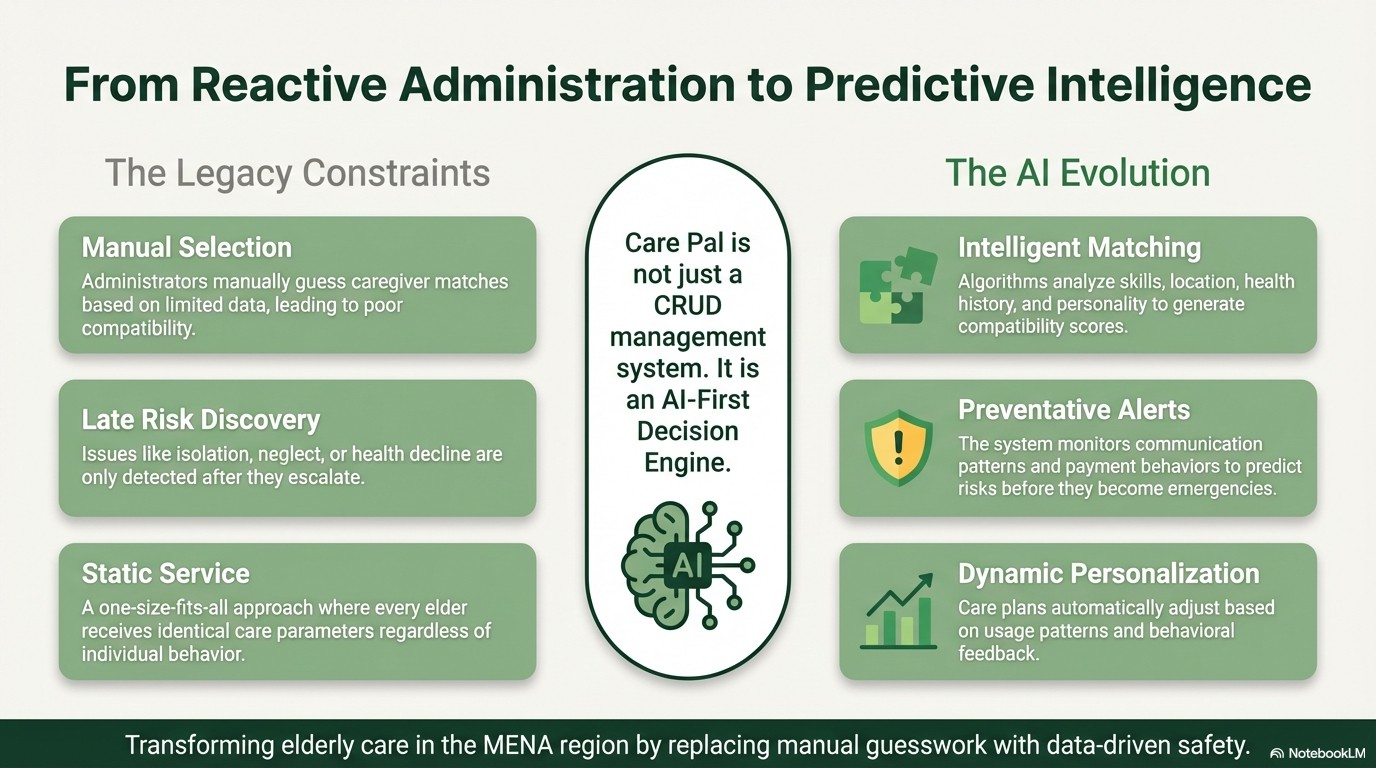 From Reactive Administration to Predictive Intelligence
The Legacy Constraints
Manual Selection
Administrators manually guess caregiver matches
based on limited data, leading to poor
compatibility.
Late Risk Discovery
Issues like isolation, neglect, or health decline are
only detected after they escalate.
Static Service
A one-size-fits-all approach where every elder
receives identical care parameters regardless of
individual behavior.
Care Pal is
not just a
CRUD
management
system. It is
an AI-First
Decision
Engine.
AI
The AI Evolution
Intelligent Matching
Algorithms analyze skills, location, health
history, and personality to generate
compatibility scores.
Preventative Alerts
The system monitors communication
patterns and payment behaviors to predict
risks before they become emergencies.
Dynamic Personalization
Care plans automatically adjust based
on usage patterns and behavioral
feedback.
Transforming elderly care in the MENA region by replacing manual guesswork with data-driven safety.
NotebookLM